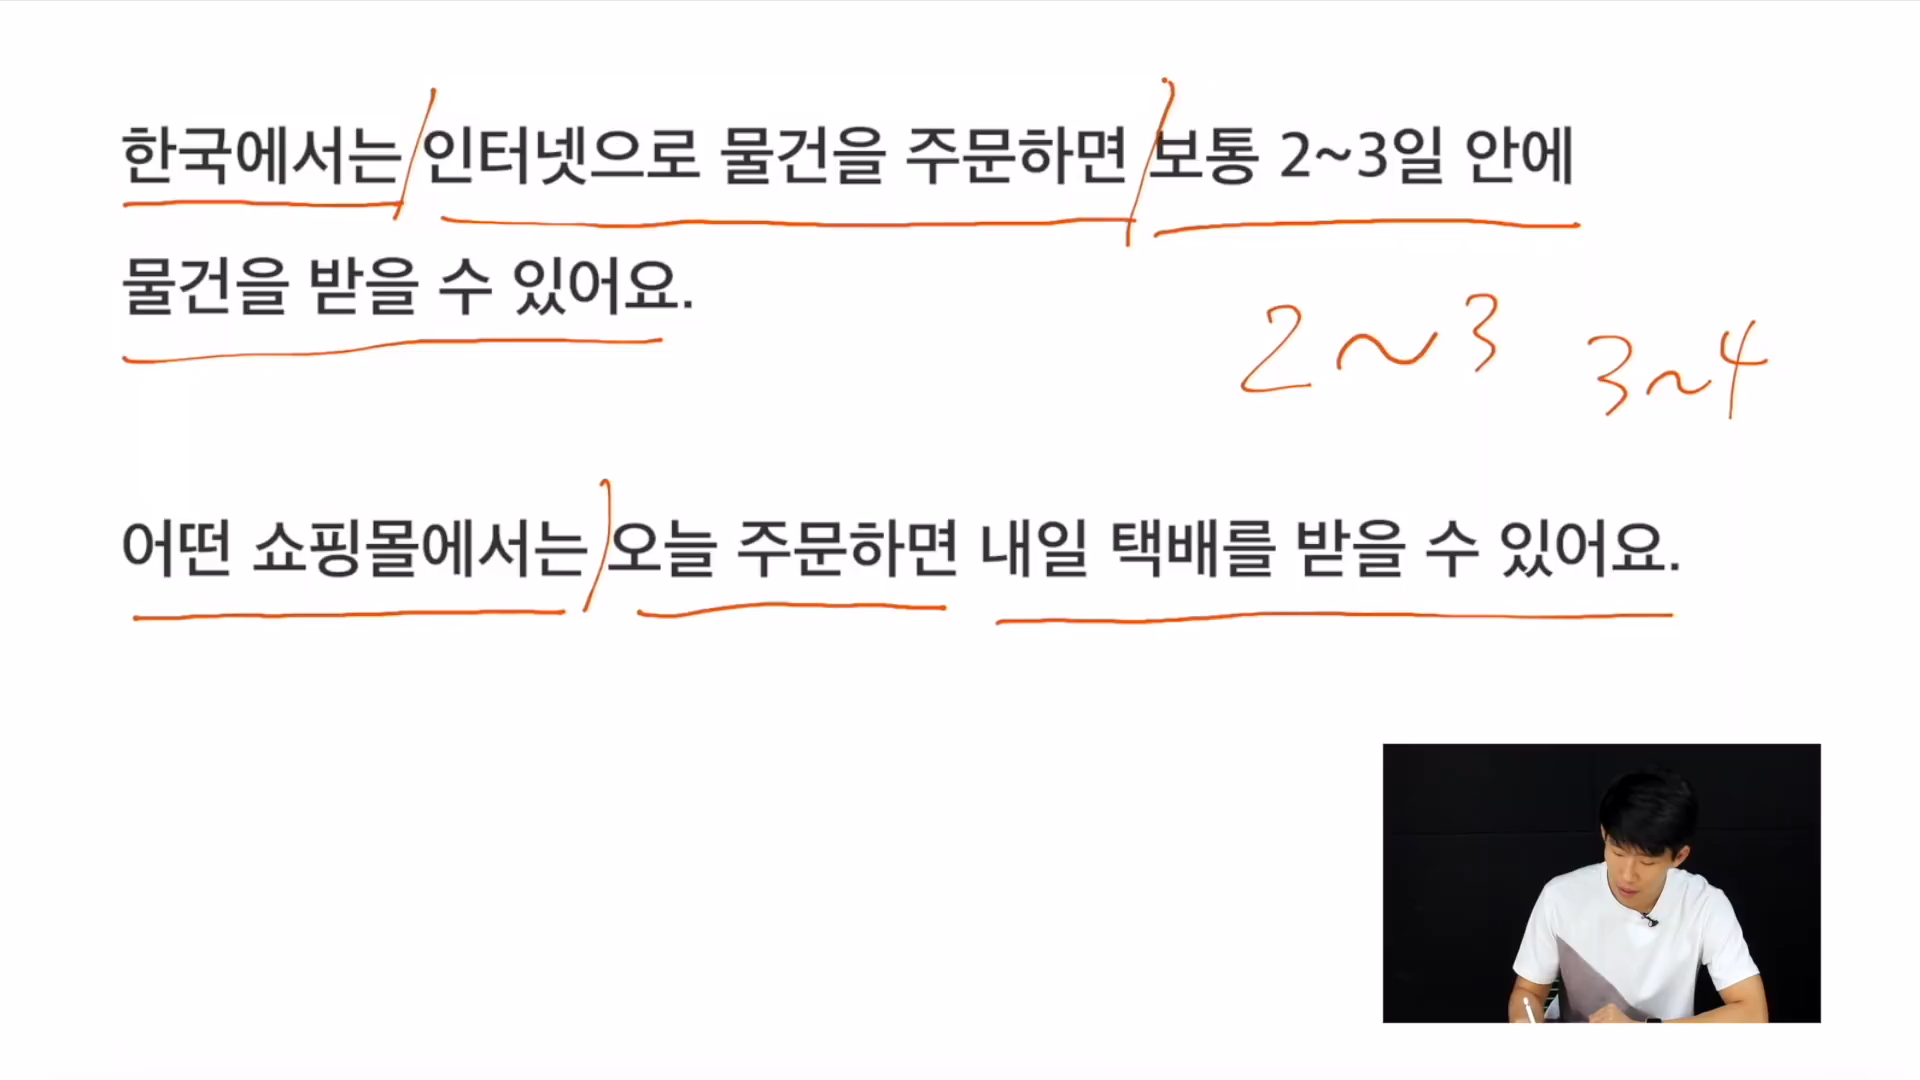 한국에서는 인터넷으로 물건을 주문하면 보통 2~3일 안에
물건을 받을 수 있어요.
2~3 3~4
어떤 쇼핑몰에서는 오늘 주문하면 내일 택배를 받을 수 있어요.